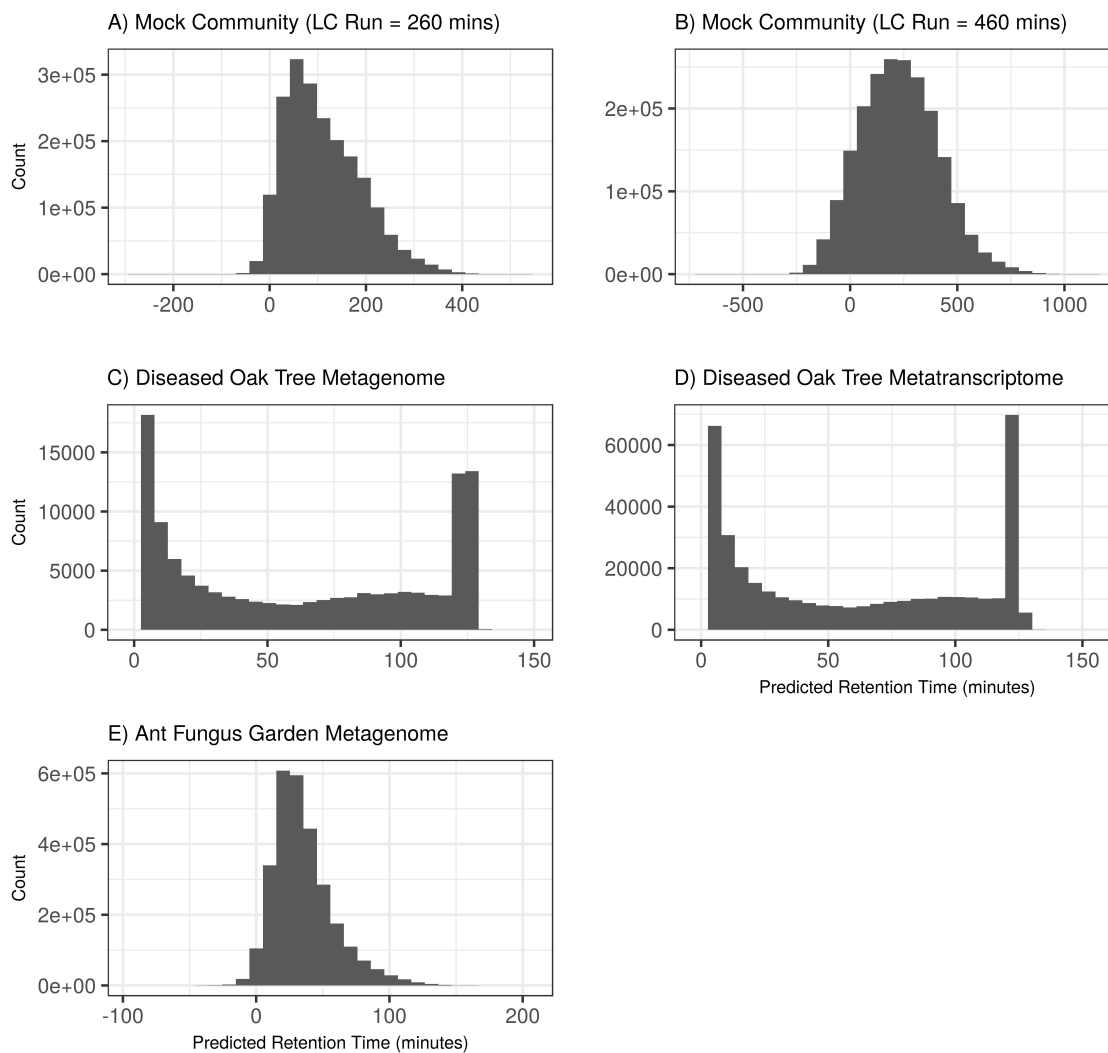 A) Mock Community (LC Run = 260 mins)
Count
3e+05
2e+05
1e+05
0e+00
-200 0 200 400
B) Mock Community (LC Run = 460 mins)
2e+05
1e+05
0e+00
-500 0 500 1000
C) Diseased Oak Tree Metagenome
Count
15000
10000
5000
0
0 50 100 150
D) Diseased Oak Tree Metatranscriptome
60000
40000
20000
0
0 50 100 150
Predicted Retention Time (minutes)
E) Ant Fungus Garden Metagenome
Count
6e+05
4e+05
2e+05
0e+00
-100 0 100 200
Predicted Retention Time (minutes)